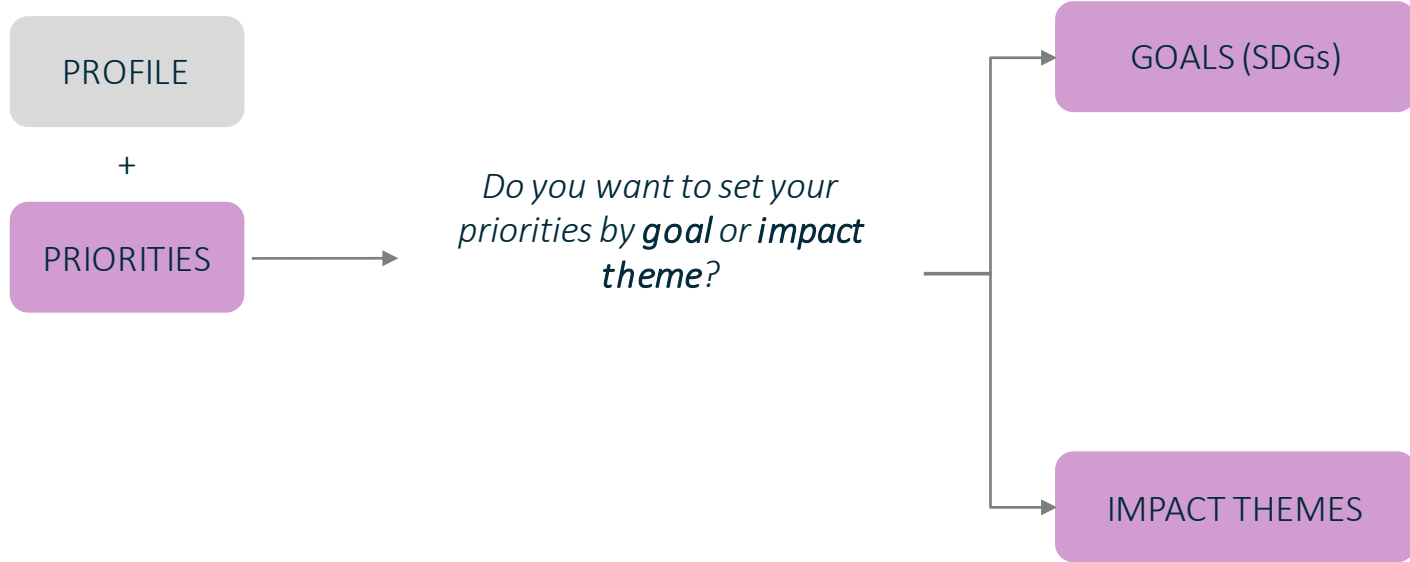 PROFILE
+
PRIORITIES
Do you want to set your
priorities by goal or impact
theme?
GOALS (SDGs)
IMPACT THEMES